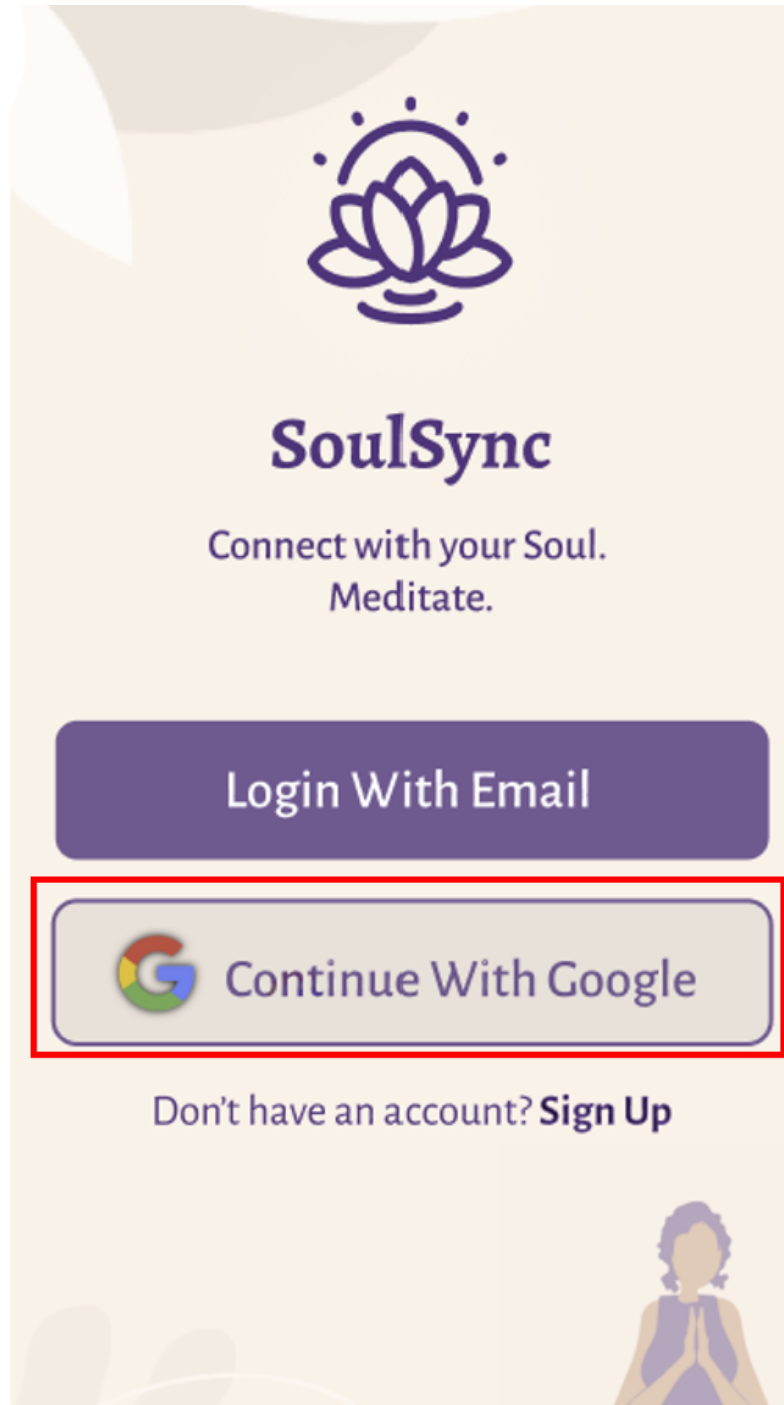 SoulSync
Connect with your Soul.
Meditate.
Login With Email
Continue With Google
Don't have an account? Sign Up